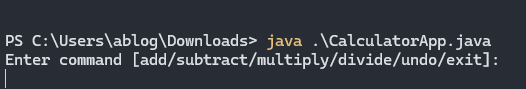 PS C:\Users\ablog\Downloads> java .\CalculatorApp.java
Enter command [add/subtract/multiply/divide/undo/exit]: